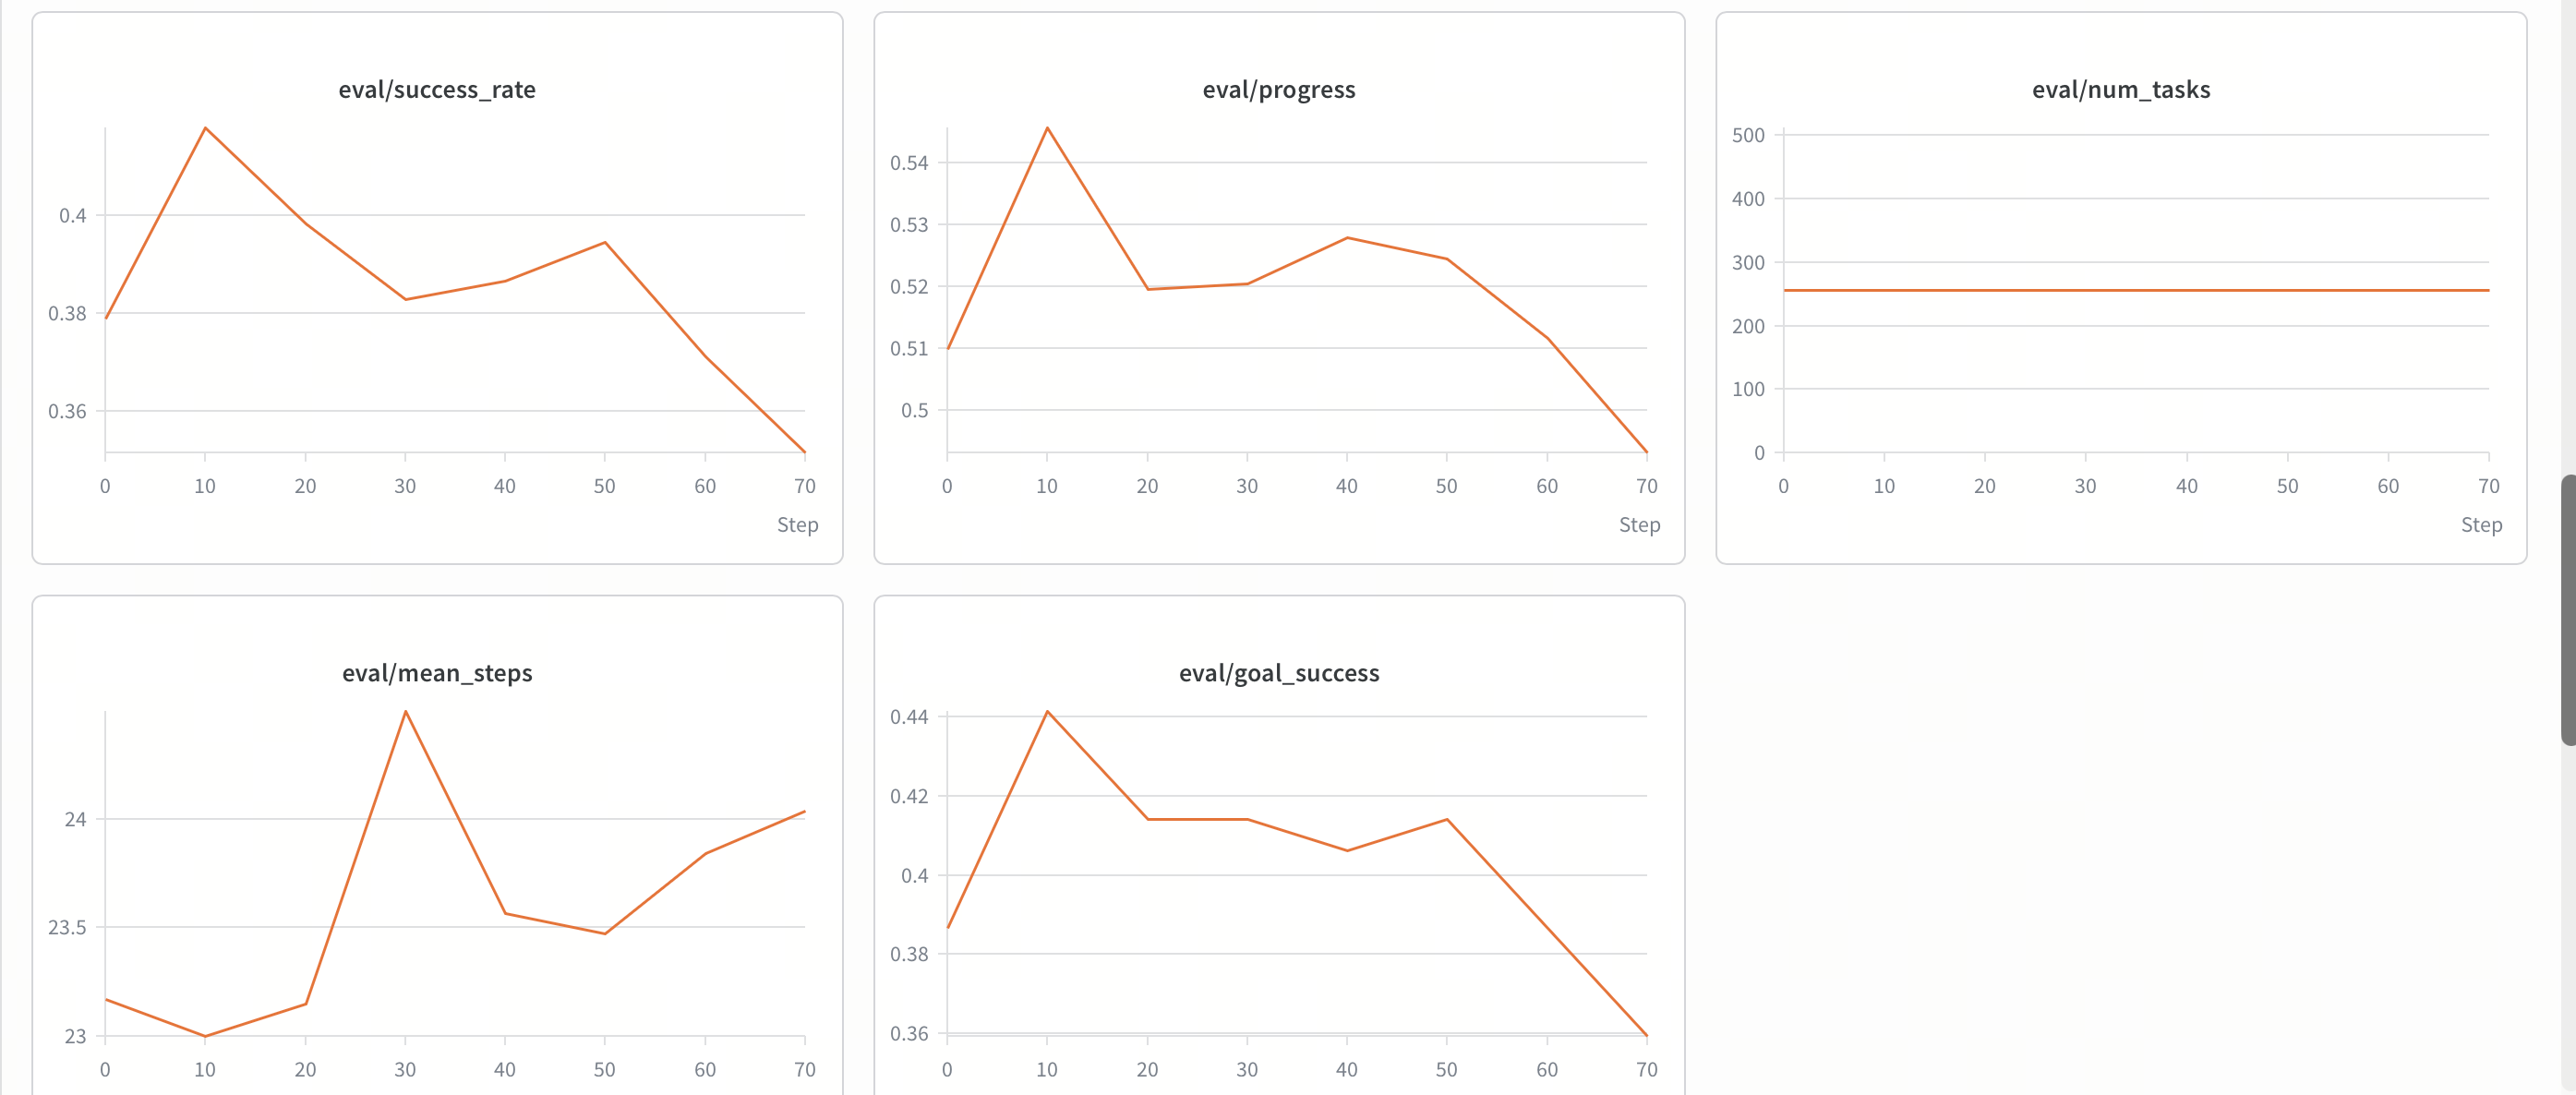 eval/success_rate
0.4
0.38
0.36
0 10 20 30 40 50 60 70
Step
eval/progress
0.54
0.53
0.52
0.51
0.5
0 10 20 30 40 50 60 70
Step
eval/num_tasks
500
400
300
200
100
0
0 10 20 30 40 50 60 70
Step
eval/mean_steps
24
23.5
23
0 10 20 30 40 50 60 70
eval/goal_success
0.44
0.42
0.4
0.38
0.36
0 10 20 30 40 50 60 70